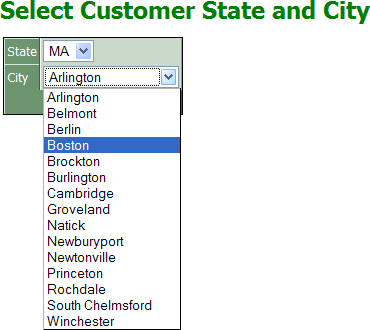 Select Customer State and City
State MA
City Arlington
Arlington
Belmont
Berlin
Boston
Brockton
Burlington
Cambridge
Groveland
Natick
Newburyport
Newtonville
Princeton
Rochdale
South Chelmsford
Winchester